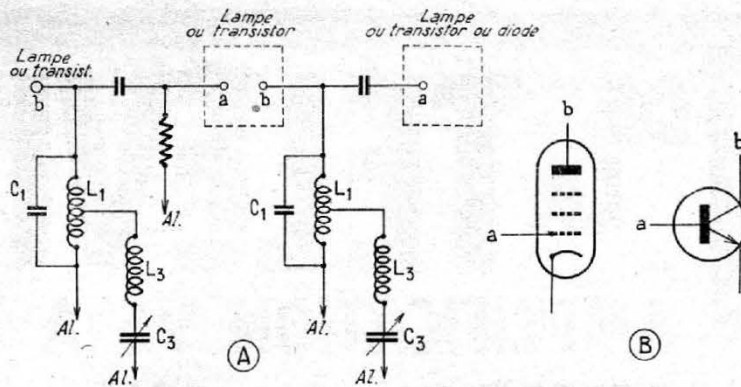 Lampe
ou transist.
b
Lampe
ou transistor
a
b
Lampe
ou transistor ou diode
a
C1
L1
Al.
L3
C3
Al.
Al.
C1
L1
L3
Al.
C3
Al.
A
b
a
b
a
B